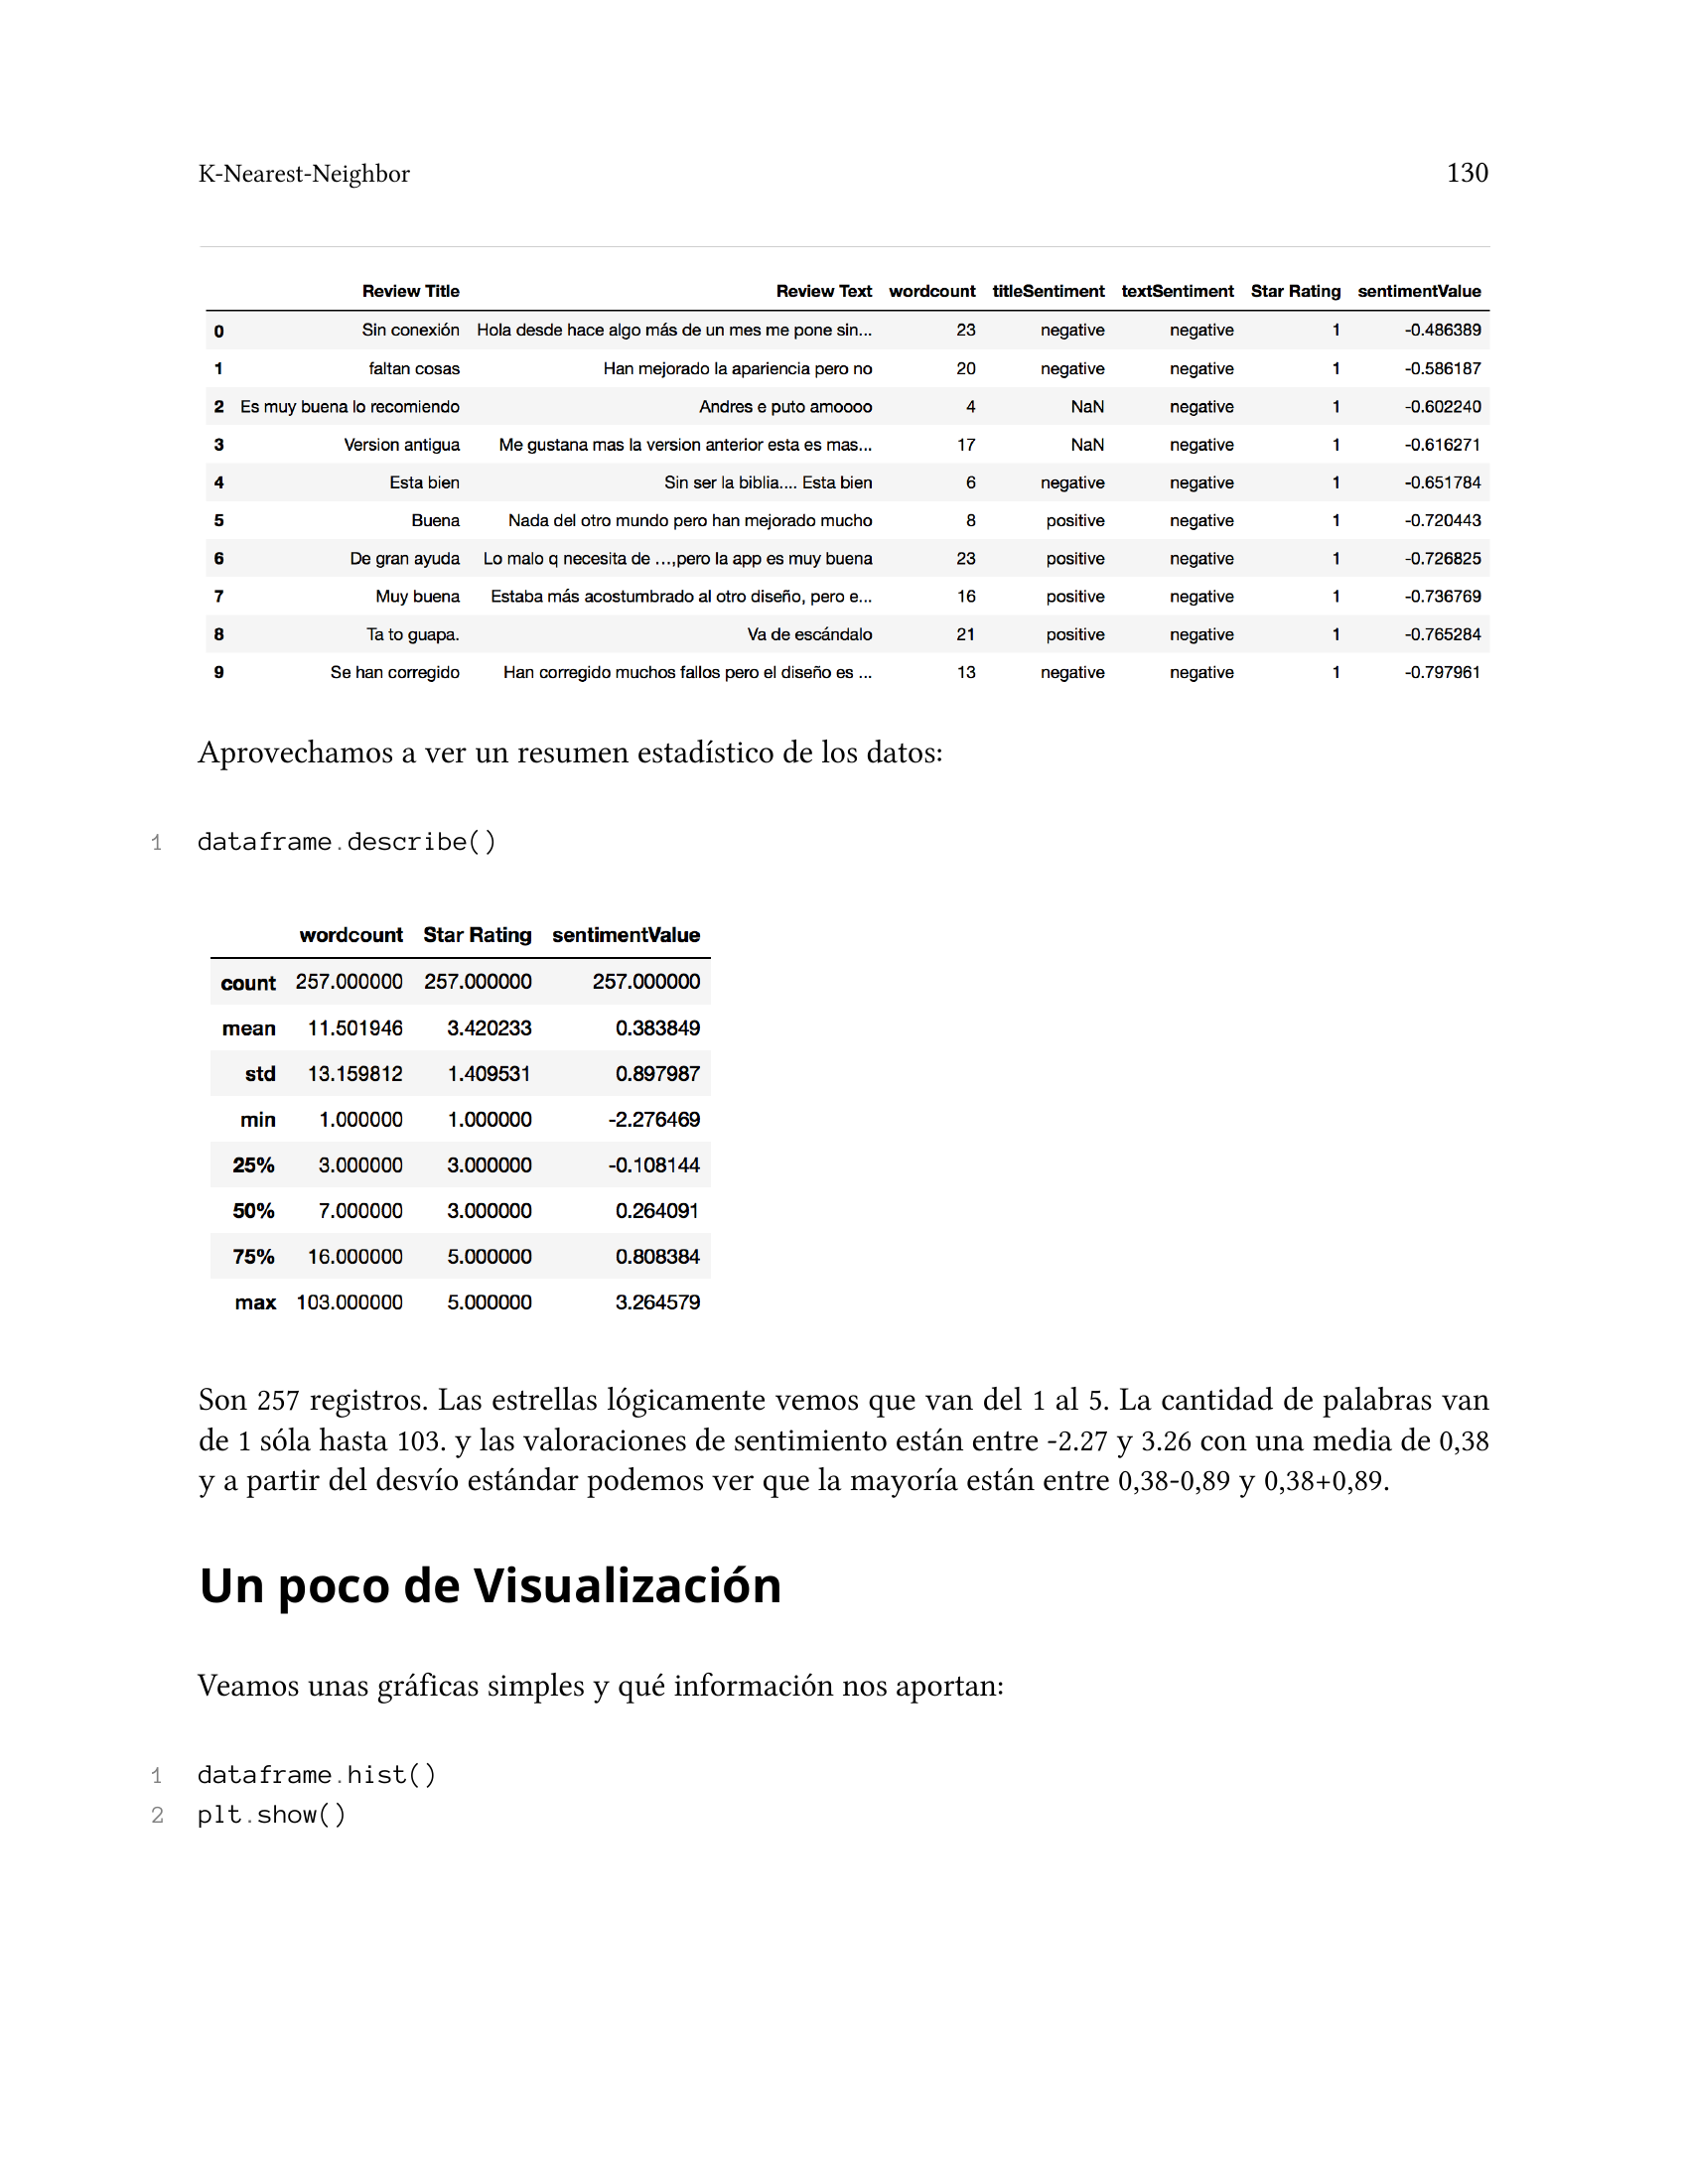 K-Nearest-Neighbor 130
Review Title Review Text wordcount titleSentiment textSentiment Star Rating sentimentValue
0 Sin conexión Hola desde hace algo más de un mes me pone sin... 23 negative negative 1 -0.486389
1 faltan cosas Han mejorado la apariencia pero no 20 negative negative 1 -0.586187
2 Es muy buena lo recomiendo Andres e puto amoooo 4 NaN negative 1 -0.602240
3 Version antigua Me gustana mas la version anterior esta es mas... 17 NaN negative 1 -0.616271
4 Esta bien Sin ser la biblia.... Esta bien 6 negative negative 1 -0.651784
5 Buena Nada del otro mundo pero han mejorado mucho 8 positive negative 1 -0.720443
6 De gran ayuda Lo malo q necesita de …,pero la app es muy buena 23 positive negative 1 -0.726825
7 Muy buena Estaba más acostumbrado al otro diseño, pero e... 16 positive negative 1 -0.736769
8 Ta to guapa. Va de escándalo 21 positive negative 1 -0.765284
9 Se han corregido Han corregido muchos fallos pero el diseño es ... 13 negative negative 1 -0.797961
Aprovechamos a ver un resumen estadístico de los datos:
1 dataframe.describe()
wordcount Star Rating sentimentValue
count 257.000000 257.000000 257.000000
mean 11.501946 3.420233 0.383849
std 13.159812 1.409531 0.897987
min 1.000000 1.000000 -2.276469
25% 3.000000 3.000000 -0.108144
50% 7.000000 3.000000 0.264091
75% 16.000000 5.000000 0.808384
max 103.000000 5.000000 3.264579
Son 257 registros. Las estrellas lógicamente vemos que van del 1 al 5. La cantidad de palabras van
de 1 sóla hasta 103. y las valoraciones de sentimiento están entre -2.27 y 3.26 con una media de 0,38
y a partir del desvío estándar podemos ver que la mayoría están entre 0,38-0,89 y 0,38+0,89.
Un poco de Visualización
Veamos unas gráficas simples y qué información nos aportan:
1 dataframe.hist()
2 plt.show()